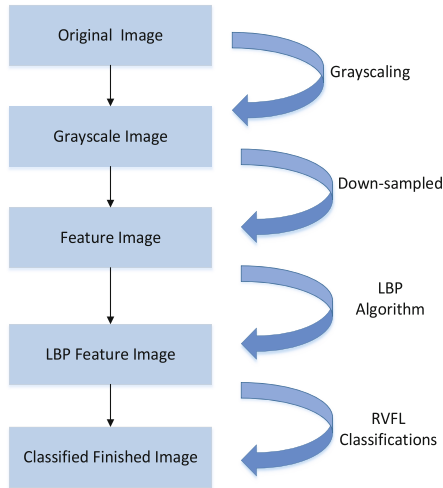 Original Image
Grayscaling
Grayscale Image
Down-sampled
Feature Image
LBP
Algorithm
LBP Feature Image
RVFL
Classifications
Classified Finished Image